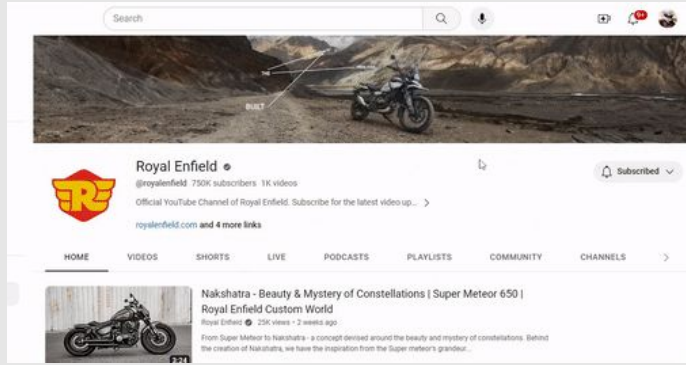 Search
9+
THE
BUILT
R
Royal Enfield
@royalenfield 750K subscribers 1K videos
Official YouTube Channel of Royal Enfield. Subscribe for the latest video up...
royalenfield.com and 4 more links
Subscribed
HOME VIDEOS SHORTS LIVE PODCASTS PLAYLISTS COMMUNITY CHANNELS
Nakshatra - Beauty & Mystery of Constellations | Super Meteor 650 |
Royal Enfield Custom World
Royal Enfield 25K views • 2 weeks ago
From Super Meteor to Nakshatra - a concept devised around the beauty and mystery of constellations. Behind
the creation of Nakshatra, we have the inspiration from the Super meteor's grandeur...
3:24